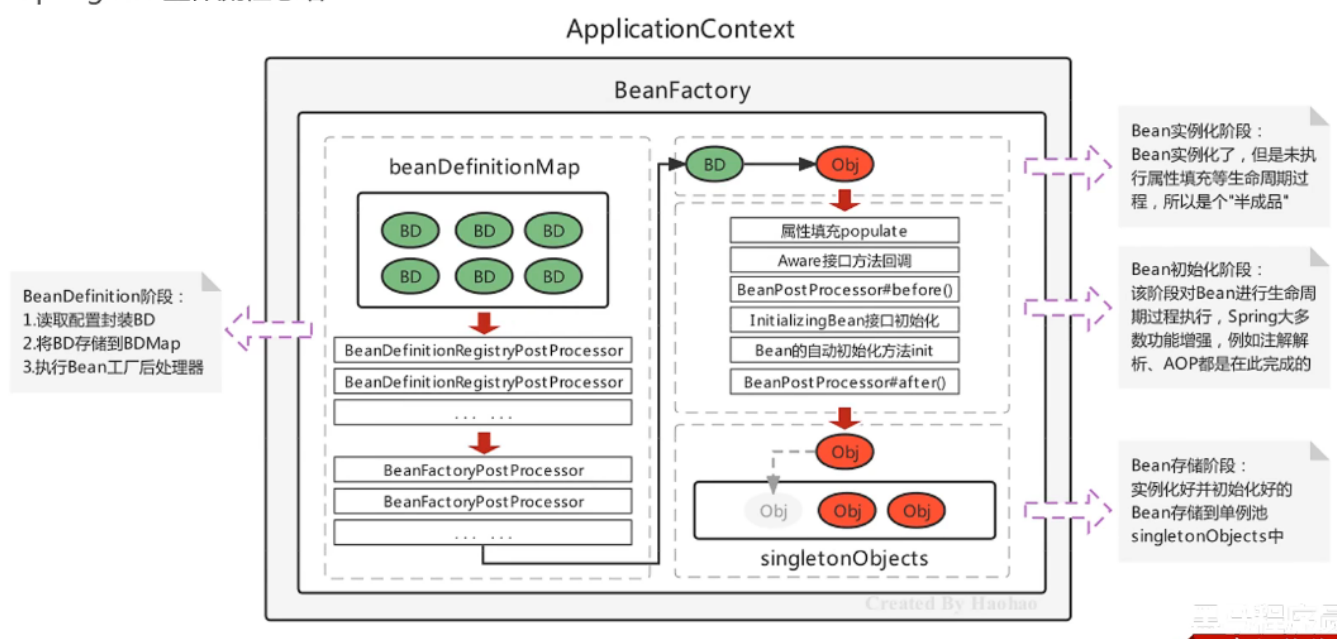 ApplicationContext
BeanFactory
beanDefinitionMap
BD
BD
BD
BD
BD
BD
BeanDefinitionRegistryPostProcessor
BeanDefinitionRegistryPostProcessor
... ...
BeanFactoryPostProcessor
BeanFactoryPostProcessor
... ...
BeanDefinition阶段：
1.读取配置封装BD
2.将BD存储到BDMap
3.执行Bean工厂后处理器
BD
Obj
属性填充populate
Aware接口方法回调
BeanPostProcessor#before()
InitializingBean接口初始化
Bean的自动初始化方法init
BeanPostProcessor#after()
Obj
Obj
Obj
Obj
singletonObjects
Created By Haohao
Bean实例化阶段：
Bean实例化了，但是未执
行属性填充等生命周期过
程，所以是个"半成品"
Bean初始化阶段：
该阶段对Bean进行生命周
期过程执行，Spring大多
数功能增强，例如注解解
析、AOP都是在此完成的
Bean存储阶段：
实例化好并初始化好的
Bean存储到单例池
singletonObjects中